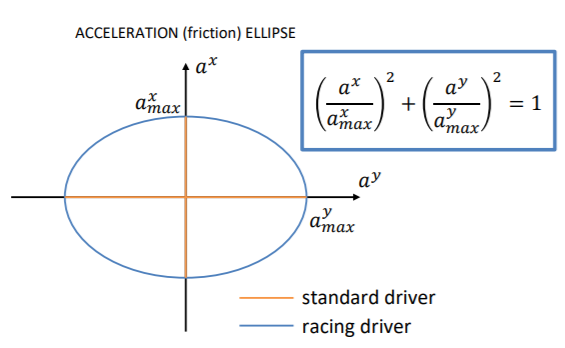 ACCELERATION (friction) ELLIPSE
a^x
a^x_max
(a^x / a^x_max)^2 + (a^y / a^y_max)^2 = 1
a^y
a^y_max
standard driver
racing driver